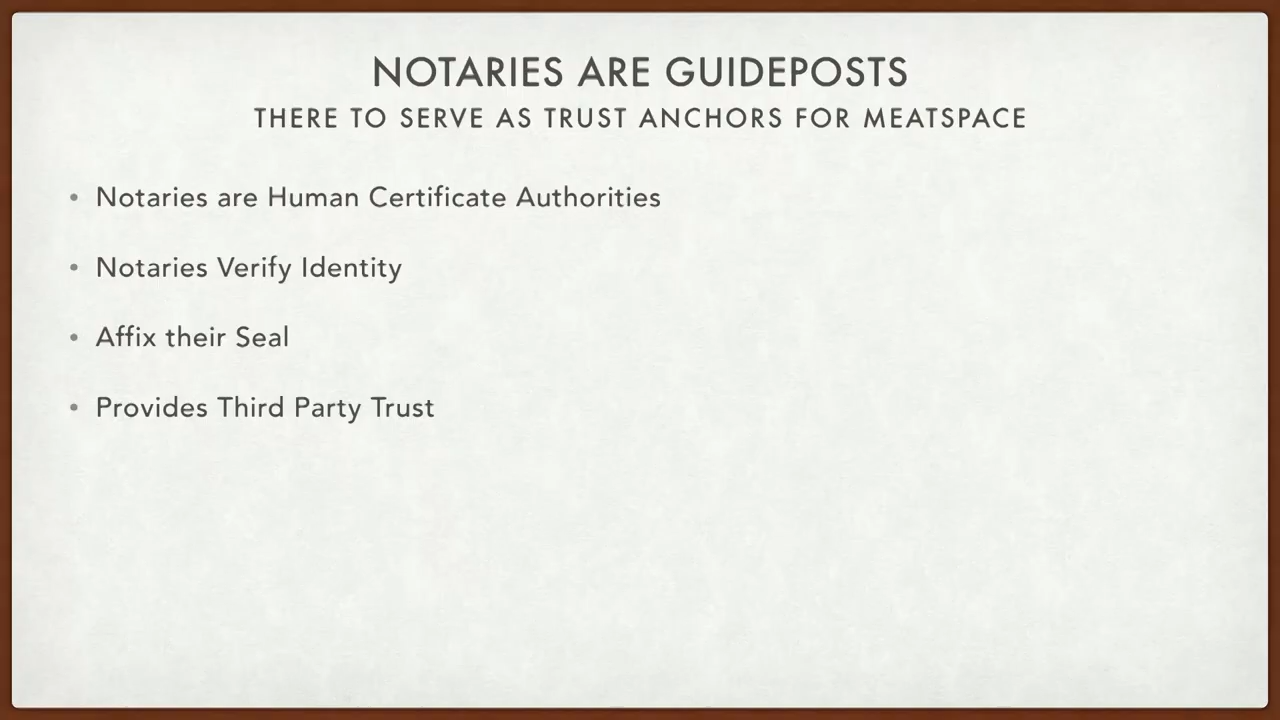 NOTARIES ARE GUIDEPOSTS
THERE TO SERVE AS TRUST ANCHORS FOR MEATSPACE
• Notaries are Human Certificate Authorities
• Notaries Verify Identity
• Affix their Seal
• Provides Third Party Trust